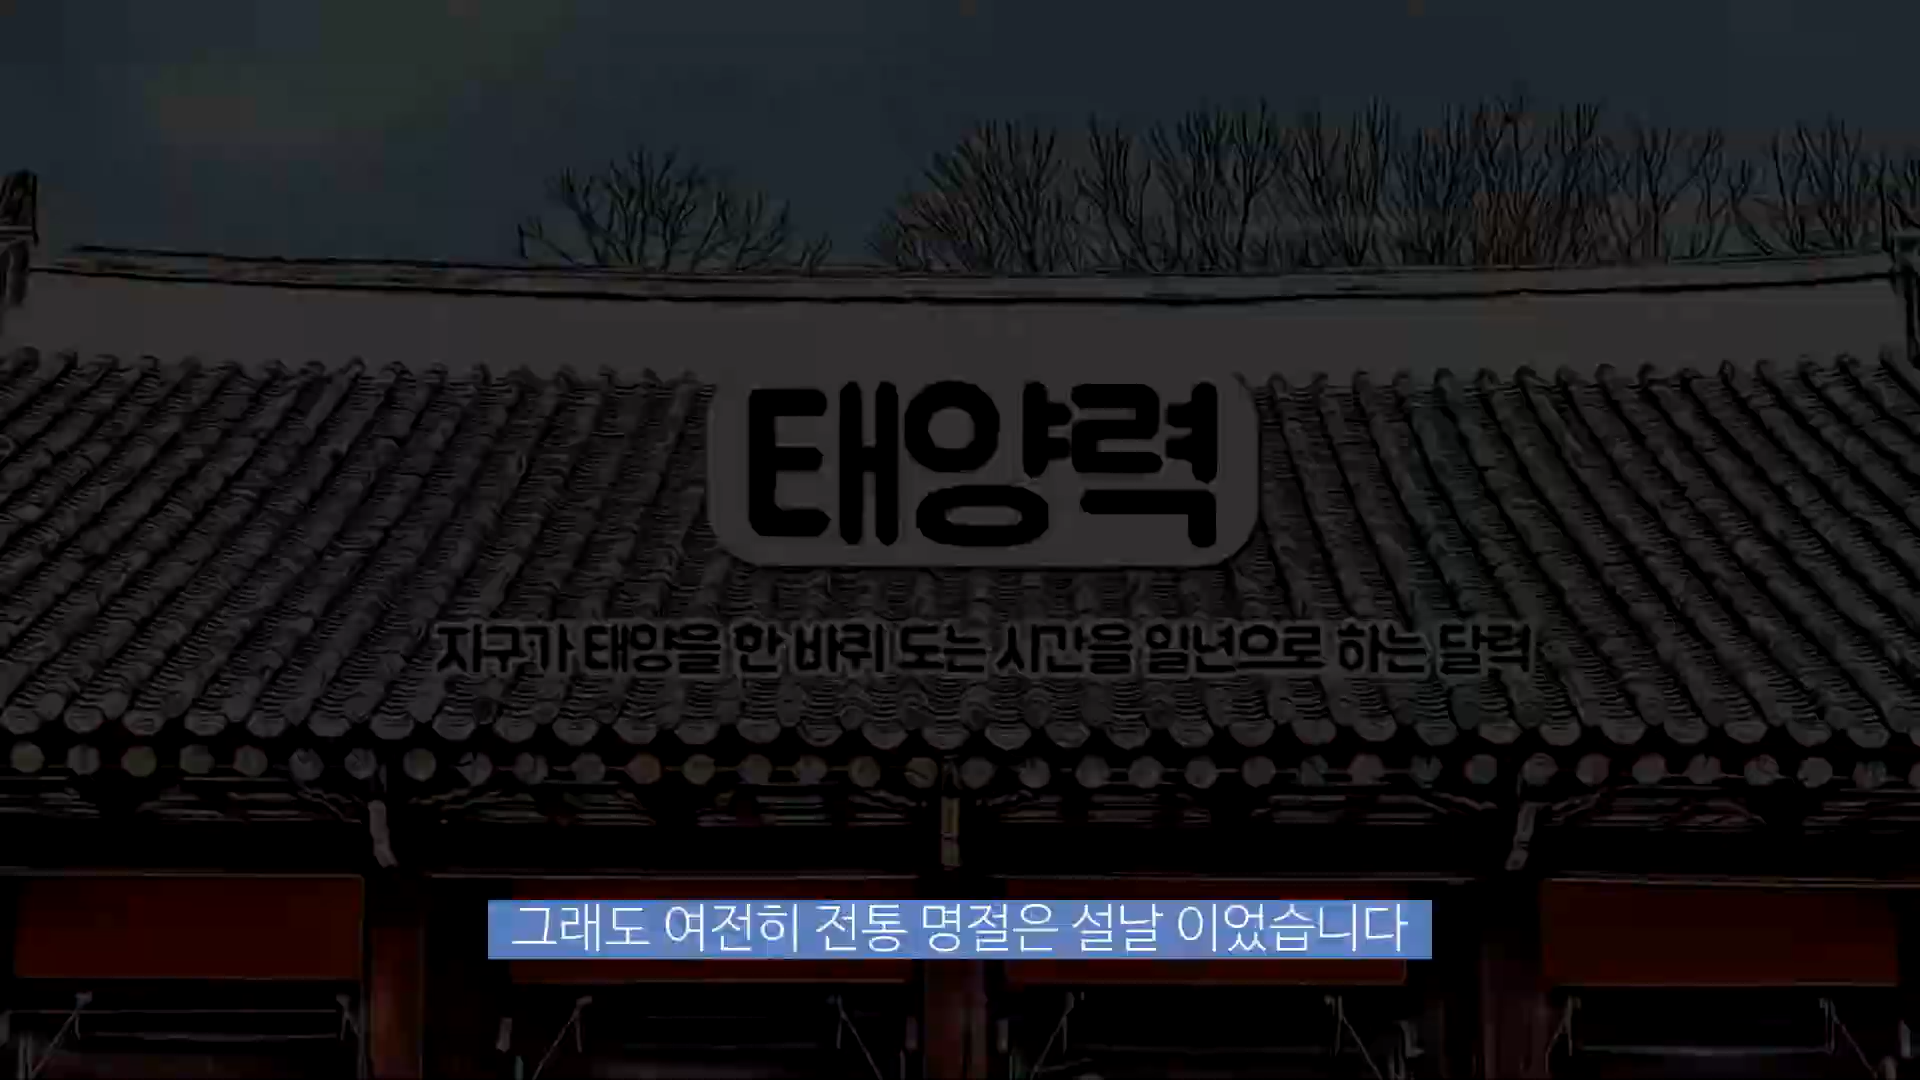 태양력
지구가 태양을 한 바퀴 도는 시간을 일년으로 하는 달력
그래도 여전히 전통 명절은 설날 이었습니다